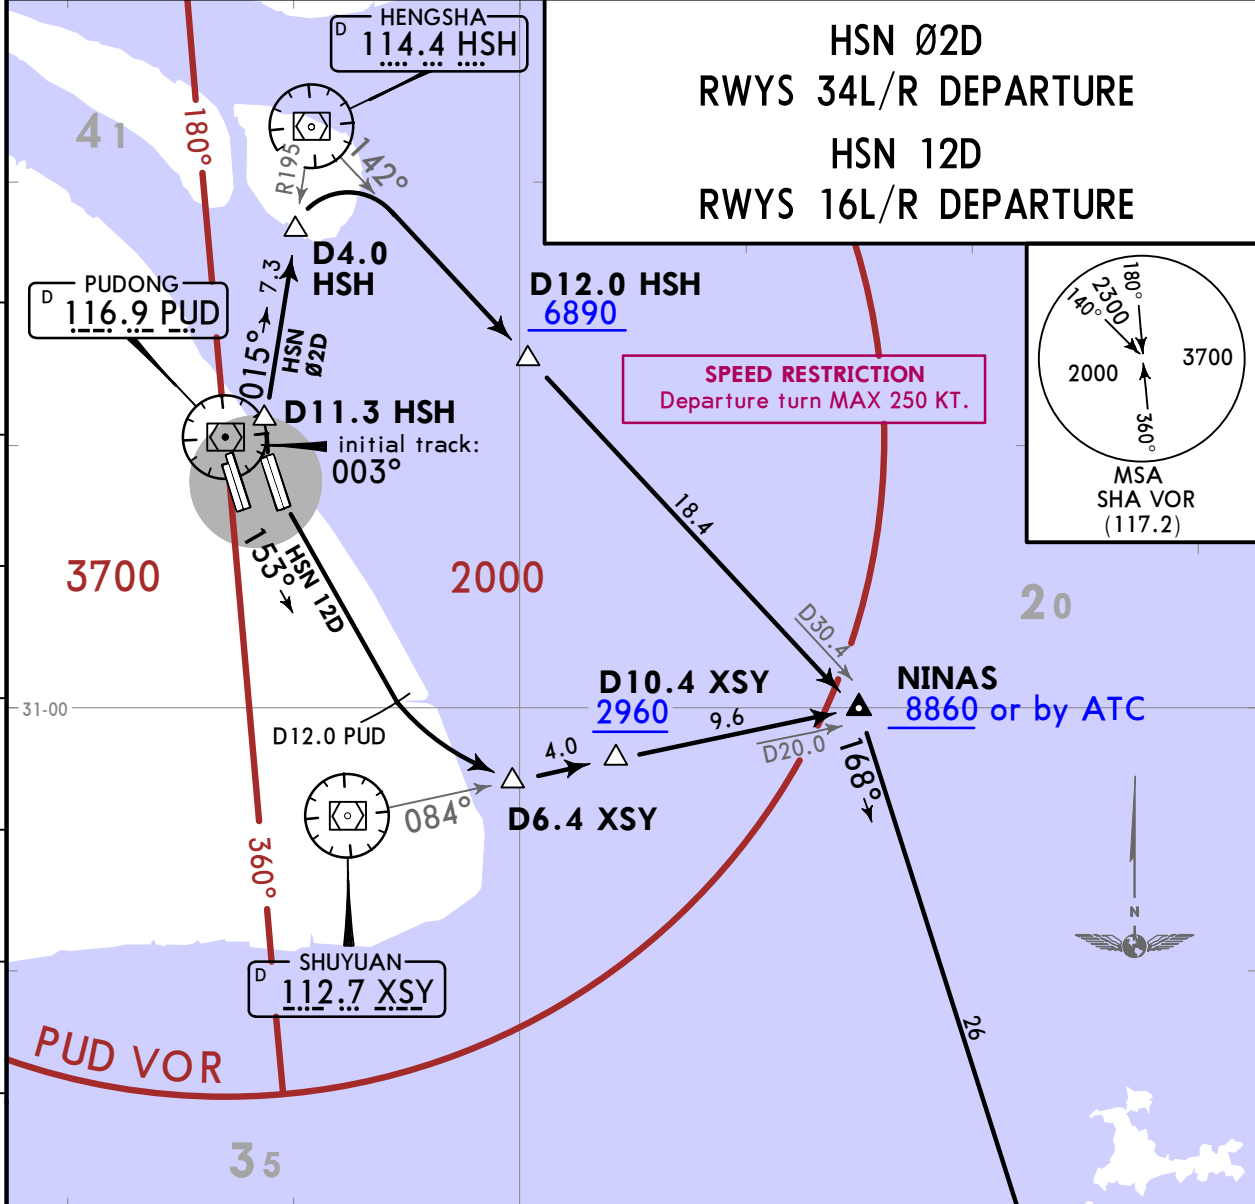 HSN Ø2D
RWYS 34L/R DEPARTURE
HSN 12D
RWYS 16L/R DEPARTURE
HENGSHA
D 114.4 HSH
41
180°
R195
142°
D4.0
HSH
PUDONG
D 116.9 PUD
015°
7.3
HSN
Ø2D
D12.0 HSH
6890
SPEED RESTRICTION
Departure turn MAX 250 KT.
180°
2300
140°
2000
3700
360°
MSA
SHA VOR
(117.2)
D11.3 HSH
initial track:
003°
18.4
153°
HSN 12D
3700
2000
20
D30.4
31-00
D10.4 XSY
2960
9.6
NINAS
8860 or by ATC
D12.0 PUD
4.0
D20.0
168°
084°
D6.4 XSY
360°
N
SHUYUAN
D 112.7 XSY
26
PUD VOR
35